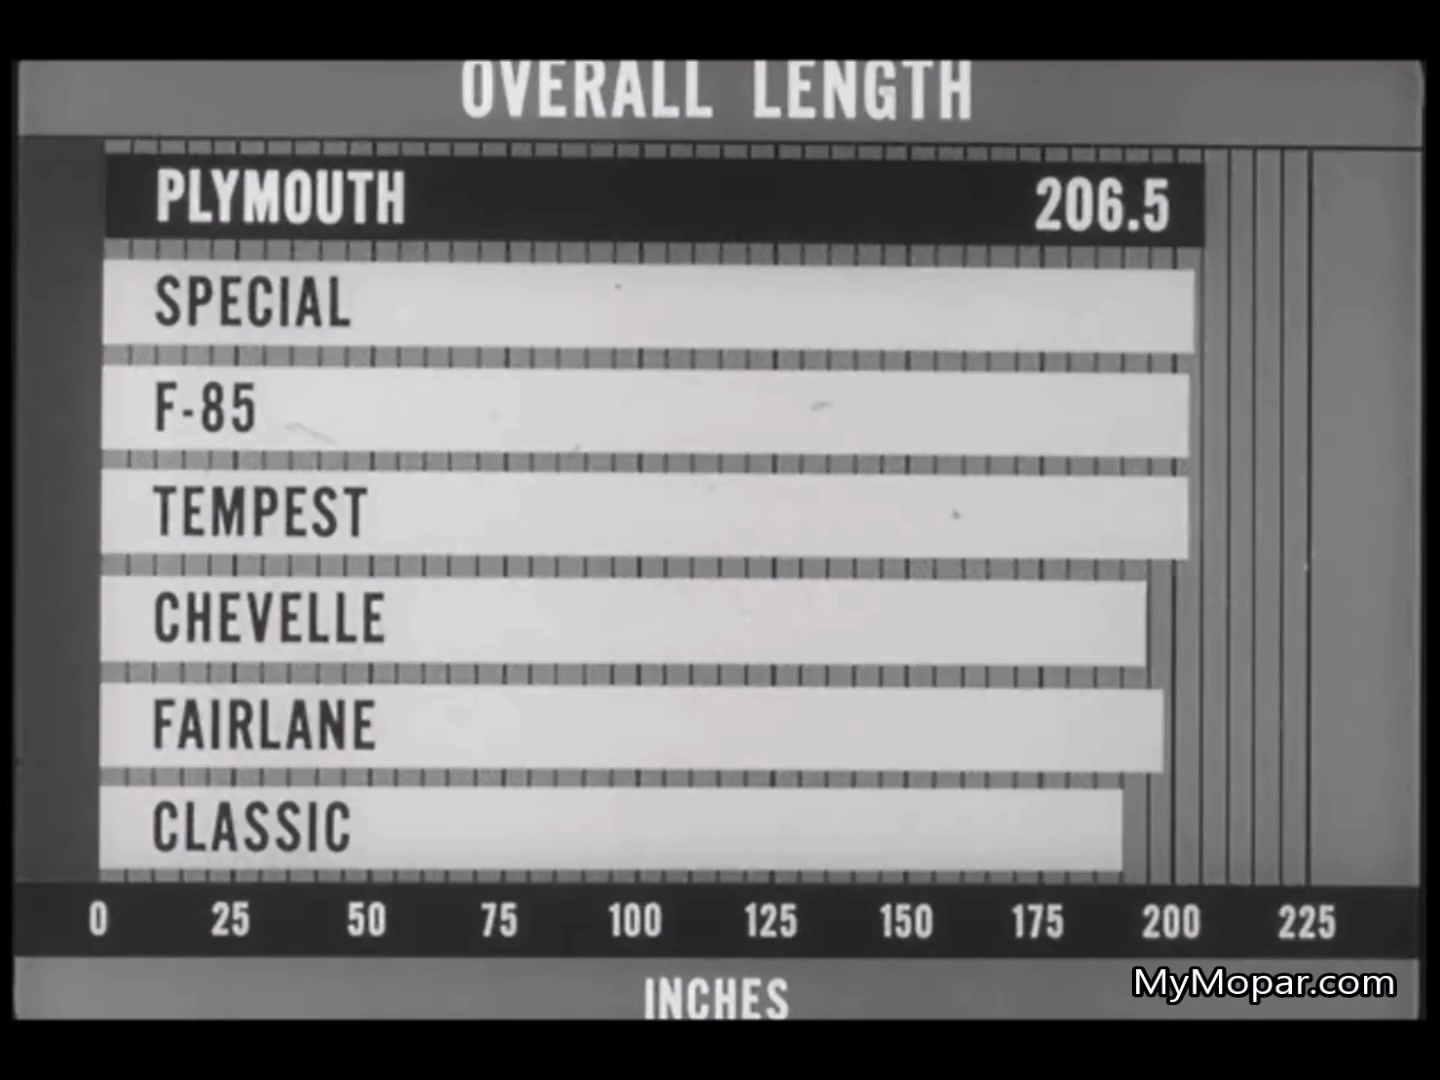 OVERALL LENGTH
PLYMOUTH 206.5
SPECIAL
F-85
TEMPEST
CHEVELLE
FAIRLANE
CLASSIC
0 25 50 75 100 125 150 175 200 225
INCHES
MyMopar.com